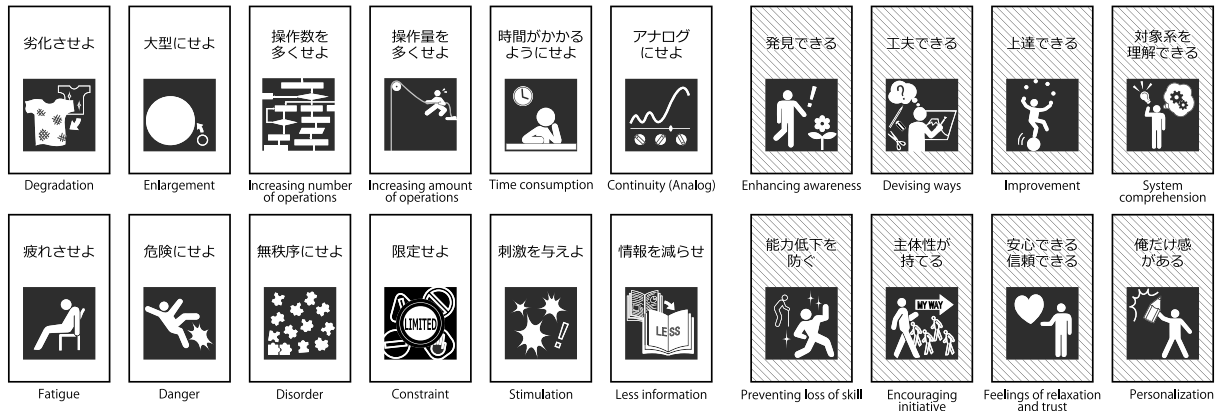 劣化させよ
大型にせよ
操作数を
多くせよ
操作量を
多くせよ
時間がかかる
ようにせよ
アナログ
にせよ
発見できる
工夫できる
上達できる
対象系を
理解できる
?
!
Degradation
Enlargement
Increasing number
of operations
Increasing amount
of operations
Time consumption
Continuity (Analog)
Enhancing awareness
Devising ways
Improvement
System
comprehension
疲れさせよ
危険にせよ
無秩序にせよ
限定せよ
刺激を与えよ
情報を減らせ
能力低下を
防ぐ
主体性が
持てる
安心できる
信頼できる
俺だけ感
がある
LIMITED
!
LESS
MY WAY
Fatigue
Danger
Disorder
Constraint
Stimulation
Less information
Preventing loss of skill
Encouraging
initiative
Feelings of relaxation
and trust
Personalization